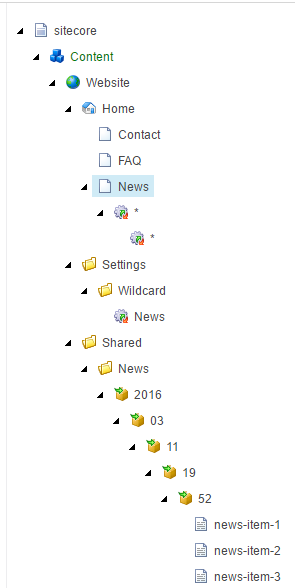 sitecore
Content
Website
Home
Contact
FAQ
News
*
*
Settings
Wildcard
News
Shared
News
2016
03
11
19
52
news-item-1
news-item-2
news-item-3